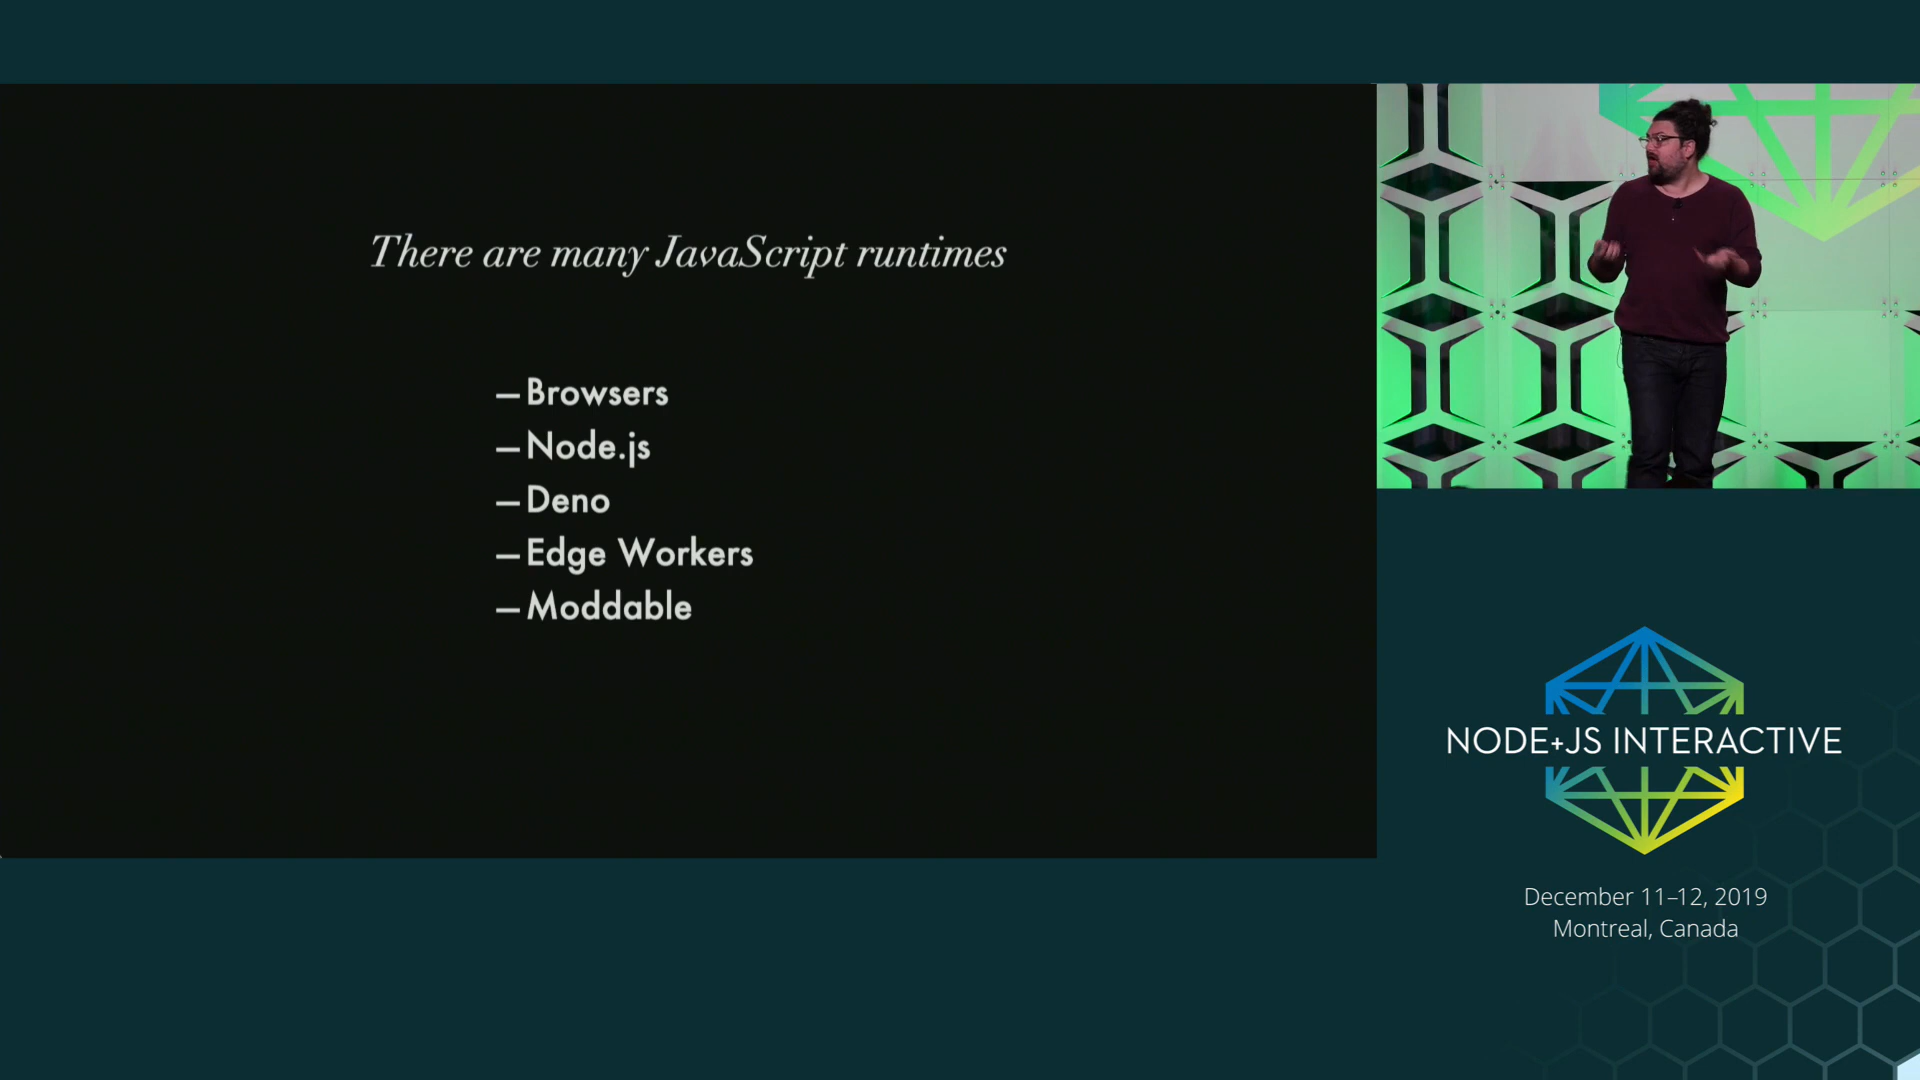 There are many JavaScript runtimes
—Browsers
—Node.js
—Deno
—Edge Workers
—Moddable
NODE+JS INTERACTIVE
December 11–12, 2019
Montreal, Canada